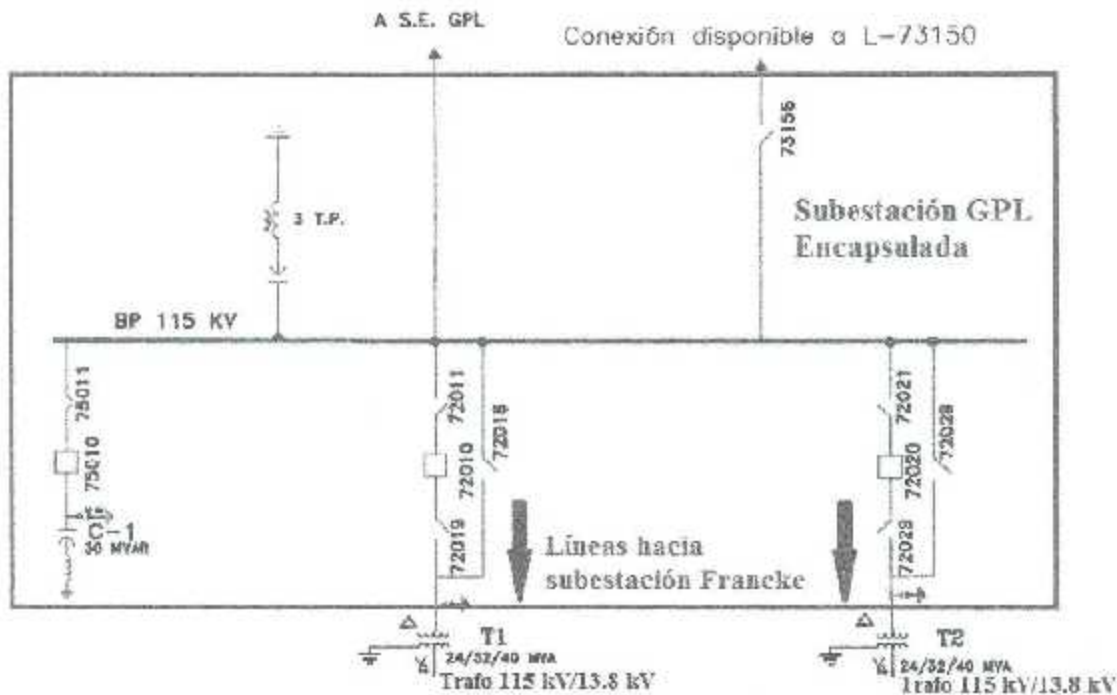 A S.E. GPL
Conexión disponible a L-73150
73156
3 T.P.
Subestación GPL
Encapsulada
BP 115 KV
75011
75010
CF-1
30 MVAR
72011
72018
72010
72019
Líneas hacia
subestación Francke
72021
72028
72020
72029
T1
24/32/40 MVA
Trafo 115 kV/13.8 kV
T2
24/32/40 MVA
Trafo 115 kV/13.8 kV